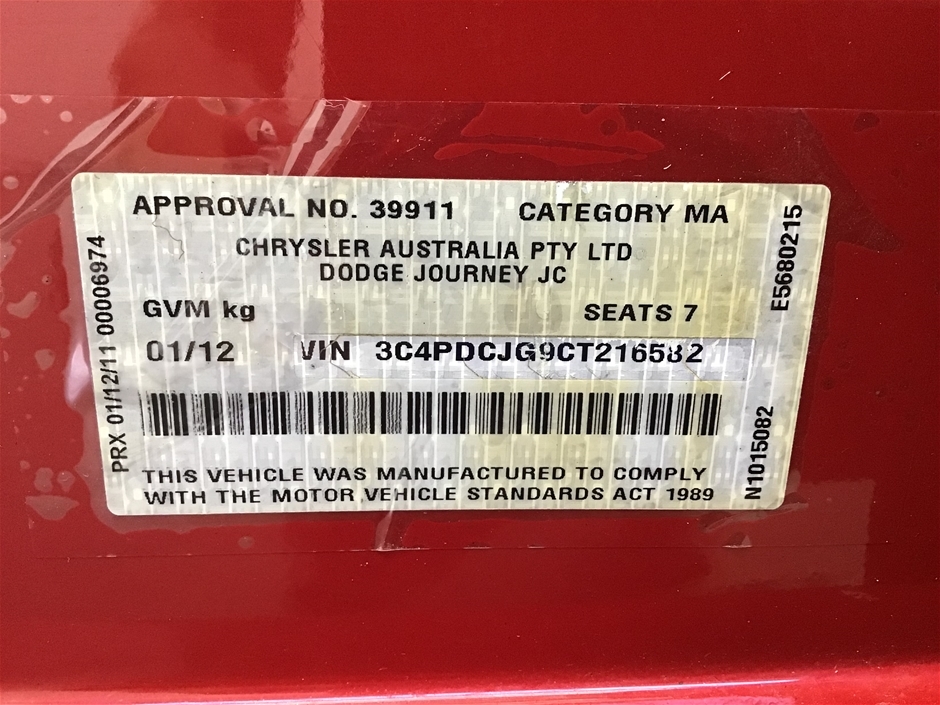 APPROVAL NO. 39911 CATEGORY MA
CHRYSLER AUSTRALIA PTY LTD
DODGE JOURNEY JC
GVM kg SEATS 7
01/12 VIN 3C4PDCJG9CT216582
THIS VEHICLE WAS MANUFACTURED TO COMPLY
WITH THE MOTOR VEHICLE STANDARDS ACT 1989
PRX 01/12/11 00006974
E5680215
N1015082